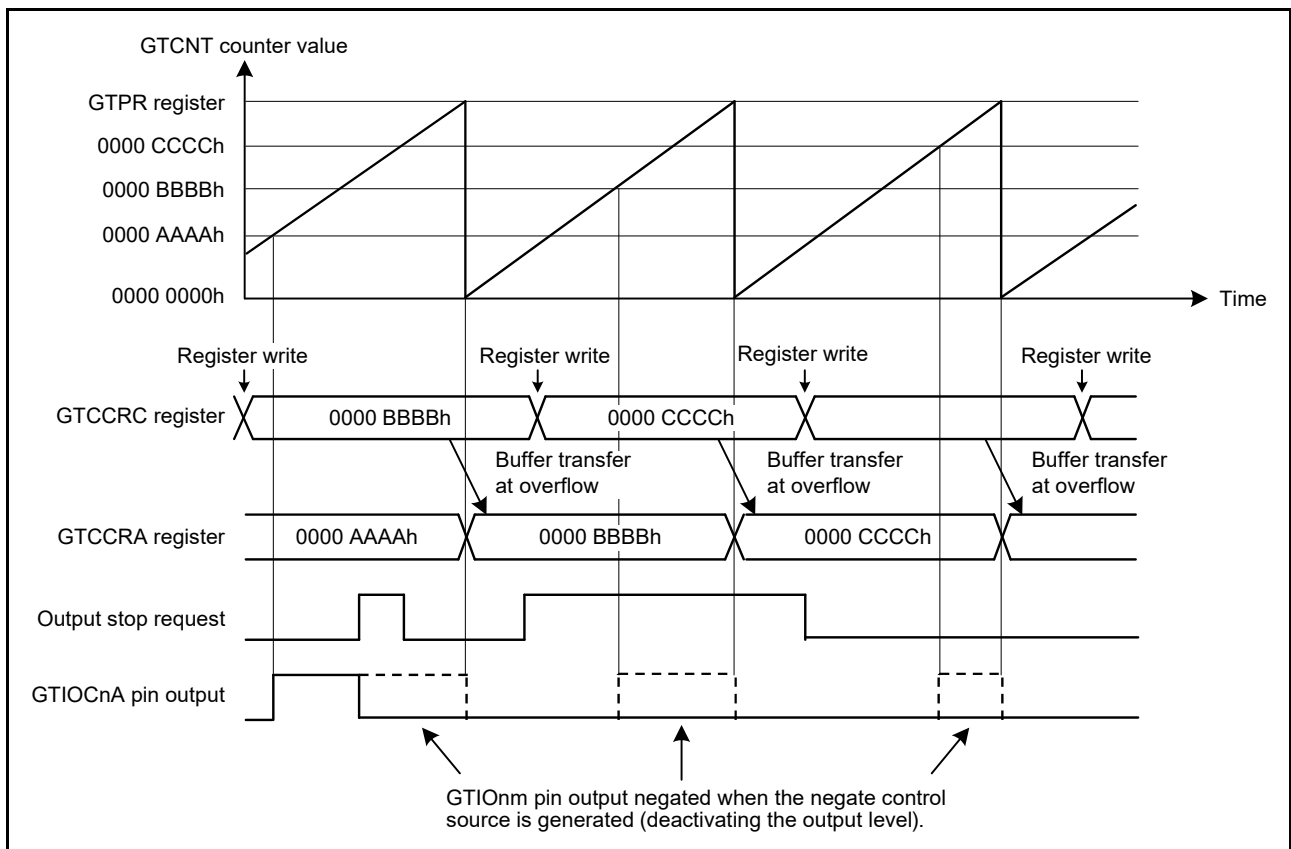 GTCNT counter value
GTPR register
0000 CCCCh
0000 BBBBh
0000 AAAAh
0000 0000h
Time
Register write
Register write
Register write
Register write
GTCCRC register
0000 BBBBh
0000 CCCCh
Buffer transfer
at overflow
Buffer transfer
at overflow
Buffer transfer
at overflow
GTCCRA register
0000 AAAAh
0000 BBBBh
0000 CCCCh
Output stop request
GTIOCnA pin output
GTIOnm pin output negated when the negate control
source is generated (deactivating the output level).